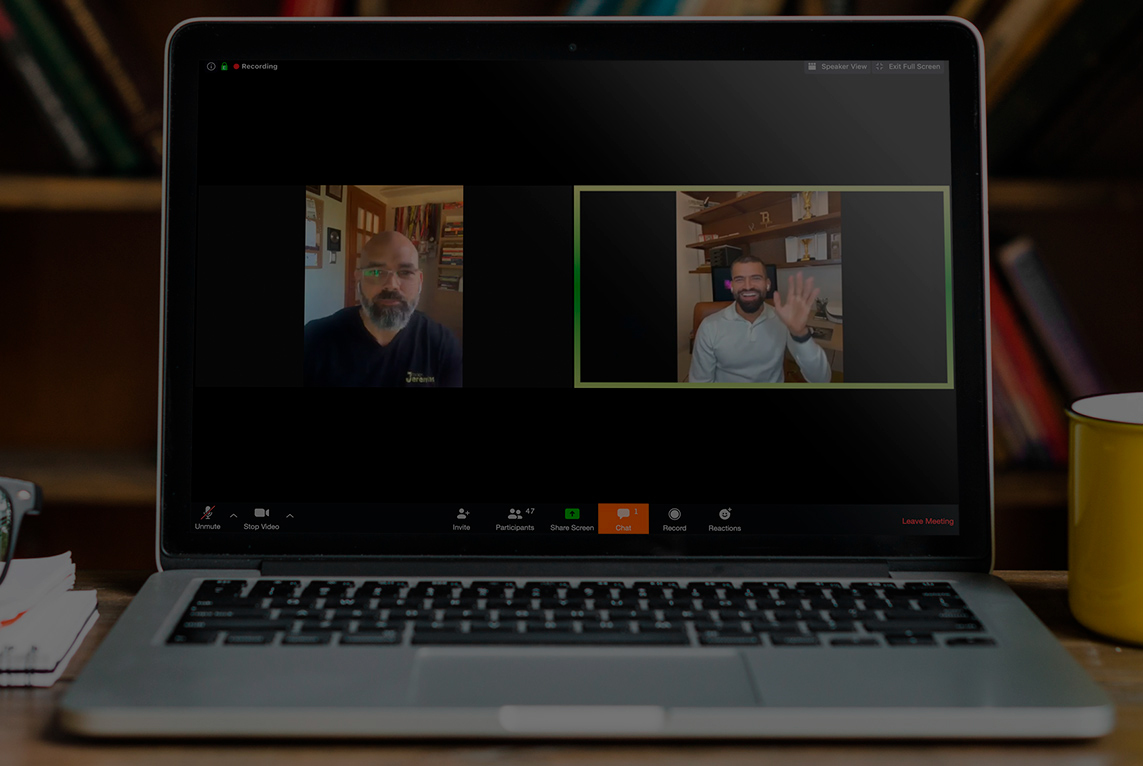 Recording
Speaker View
Exit Full Screen
R
Unmute
Stop Video
Invite
Participants 47
Share Screen
Chat 1
Record
Reactions
Leave Meeting